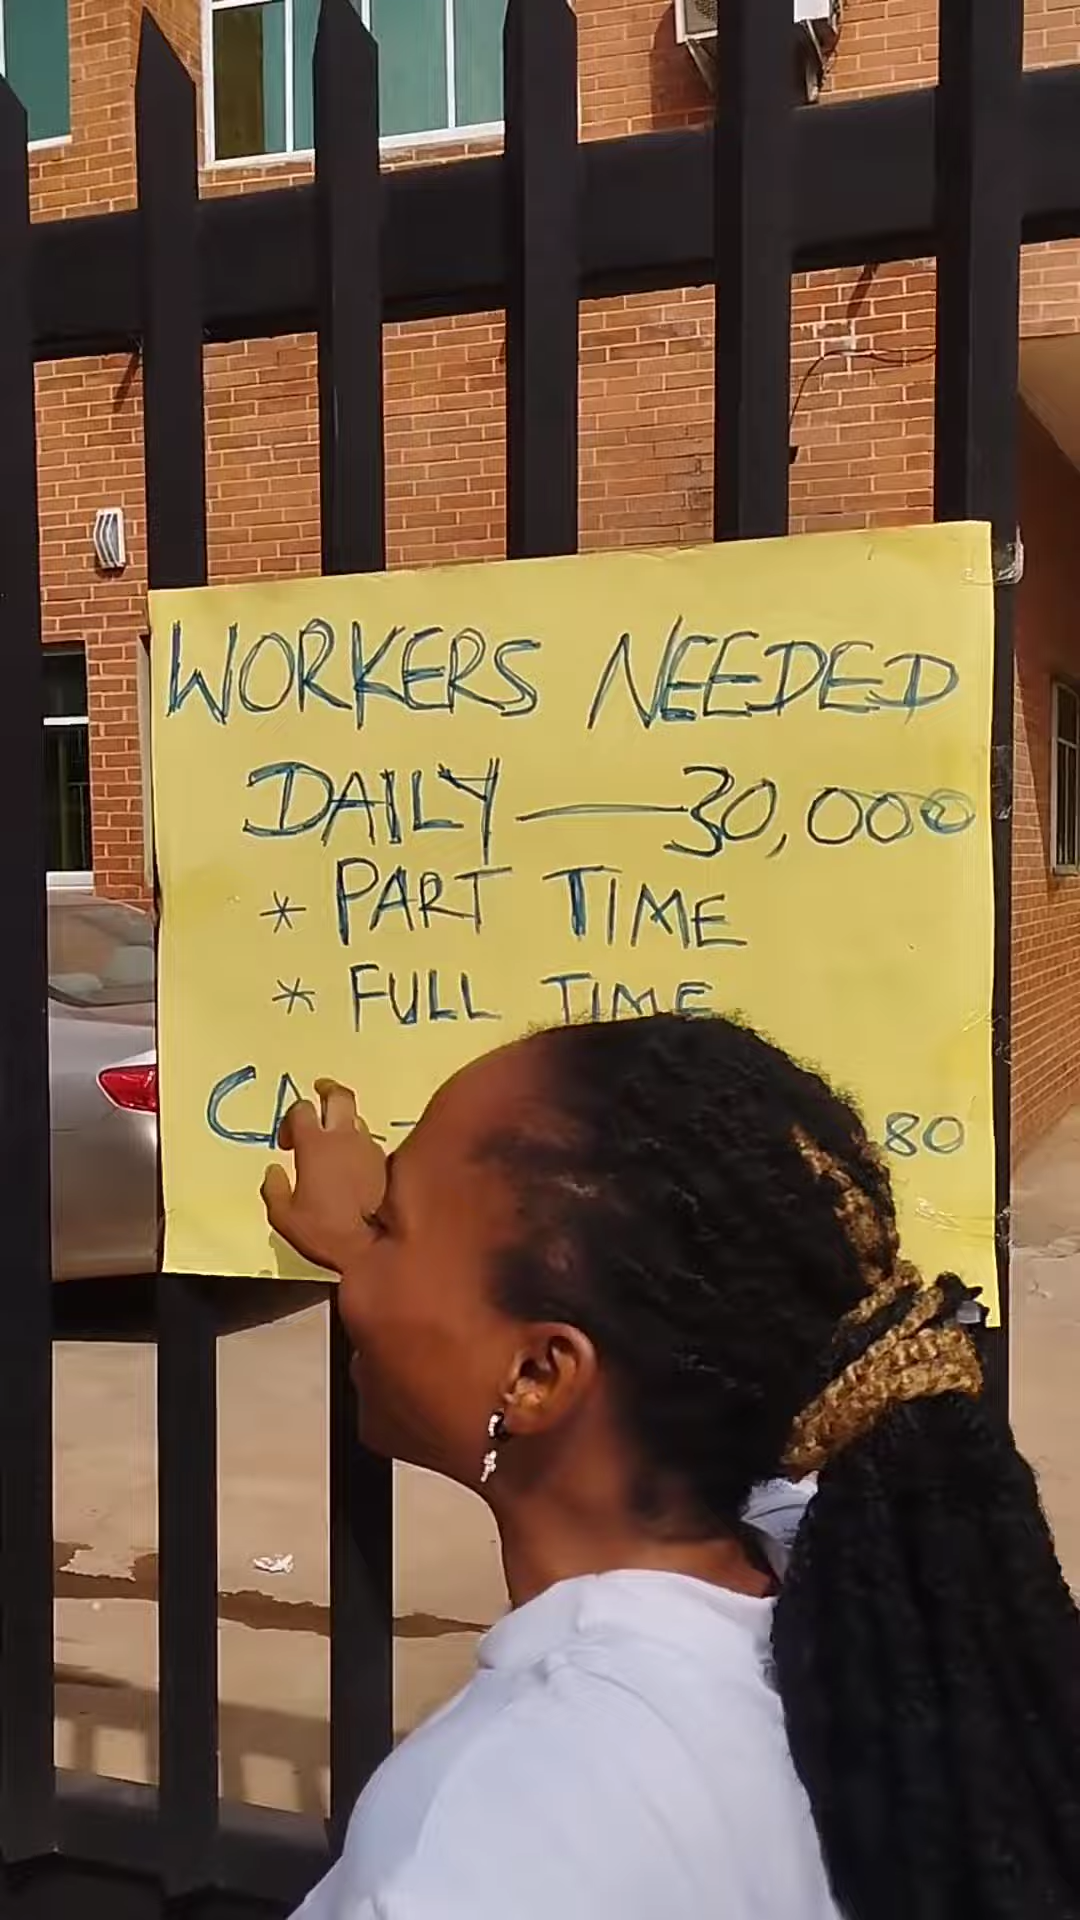 WORKERS NEEDED
DAILY — 30,000
* PART TIME
* FULL TIME
80